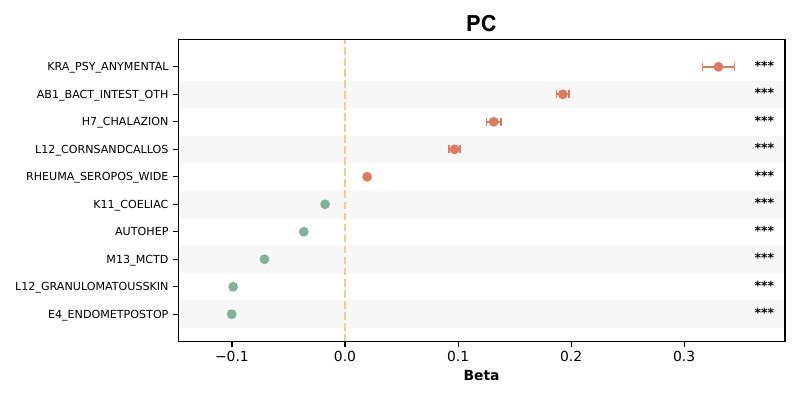 PC
KRA_PSY_ANYMENTAL ***
AB1_BACT_INTEST_OTH ***
H7_CHALAZION ***
L12_CORNSANDCALLOS ***
RHEUMA_SEROPOS_WIDE ***
K11_COELIAC ***
AUTOHEP ***
M13_MCTD ***
L12_GRANULOMATOUSSKIN ***
E4_ENDOMETPOSTOP ***
−0.1 0.0 0.1 0.2 0.3
Beta